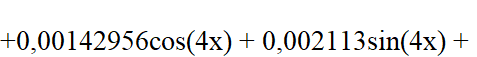 +0,00142956cos(4x) + 0,002113sin(4x) +